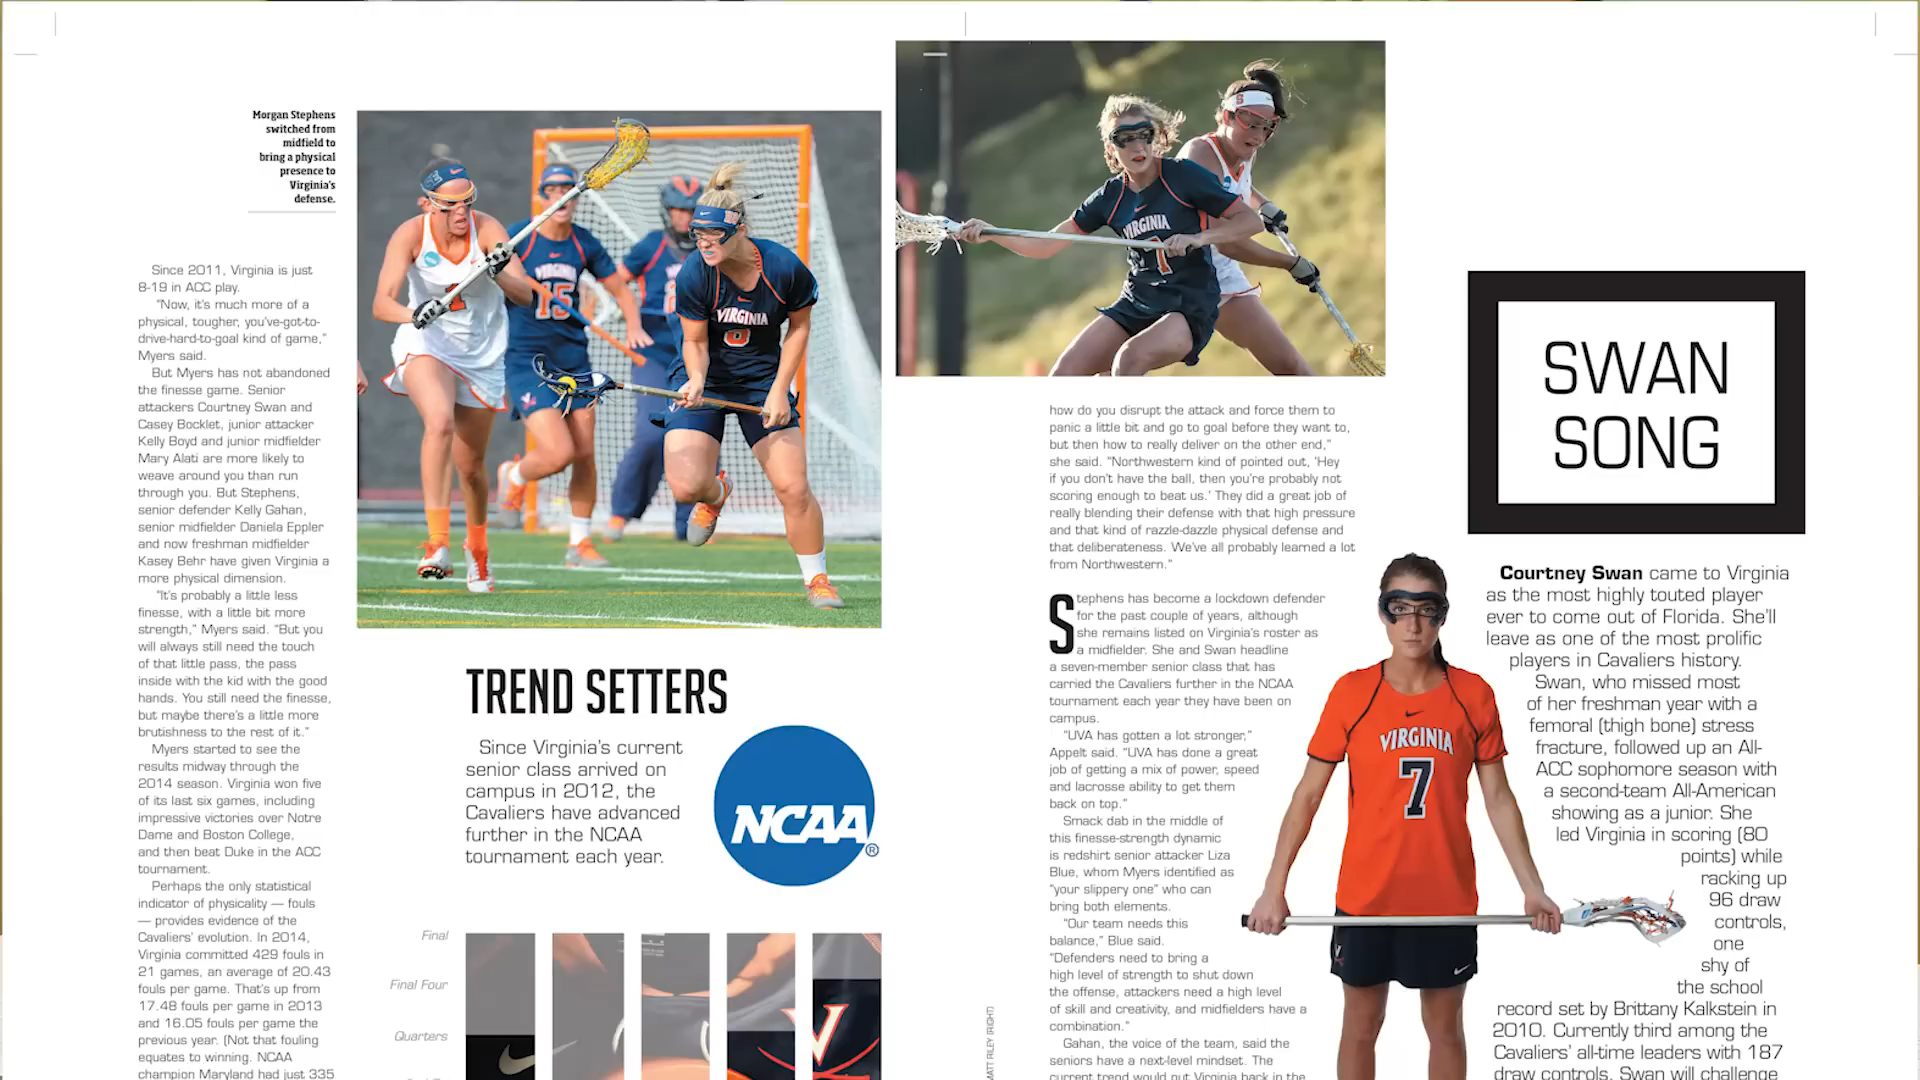 Morgan Stephens
switched from
midfield to
bring a physical
presence to
Virginia's
defense.
Since 2011, Virginia is just
8-19 in ACC play.
"Now, it's much more of a
physical, tougher, you've-got-to-
drive-hard-to-goal kind of game,"
Myers said.
But Myers has not abandoned
the finesse game. Senior
attackers Courtney Swan and
Casey Bocklet, junior attacker
Kelly Boyd and junior midfielder
Mary Alati are more likely to
weave around you than run
through you. But Stephens,
senior defender Kelly Gahan,
senior midfielder Daniela Eppler
and now freshman midfielder
Kasey Behr have given Virginia a
more physical dimension.
"It's probably a little less
finesse, with a little bit more
strength," Myers said. "But you
will always still need the touch
of that little pass, the pass
inside with the kid with the good
hands. You still need the finesse,
but maybe there's a little more
brutishness to the rest of it."
Myers started to see the
results midway through the
2014 season. Virginia won five
of its last six games, including
impressive victories over Notre
Dame and Boston College,
and then beat Duke in the ACC
tournament.
Perhaps the only statistical
indicator of physicality — fouls
— provides evidence of the
Cavaliers' evolution. In 2014,
Virginia committed 429 fouls in
21 games, an average of 20.43
fouls per game. That's up from
17.48 fouls per game in 2013
and 16.05 fouls per game the
previous year. (Not that fouling
equates to winning. NCAA
champion Maryland had just 335
VIRGINIA
15
VIRGINIA
8
1
TREND SETTERS
Since Virginia's current
senior class arrived on
campus in 2012, the
Cavaliers have advanced
further in the NCAA
tournament each year.
NCAA
®
Final
Final Four
Quarters
S
VIRGINIA
1
how do you disrupt the attack and force them to
panic a little bit and go to goal before they want to,
but then how to really deliver on the other end,"
she said. "Northwestern kind of pointed out, 'Hey
if you don't have the ball, then you're probably not
scoring enough to beat us.' They did a great job of
really blending their defense with that high pressure
and that kind of razzle-dazzle physical defense and
that deliberateness. We've all probably learned a lot
from Northwestern."
Stephens has become a lockdown defender
for the past couple of years, although
she remains listed on Virginia's roster as
a midfielder. She and Swan headline
a seven-member senior class that has
carried the Cavaliers further in the NCAA
tournament each year they have been on
campus.
"UVA has gotten a lot stronger,"
Appelt said. "UVA has done a great
job of getting a mix of power, speed
and lacrosse ability to get them
back on top."
Smack dab in the middle of
this finesse-strength dynamic
is redshirt senior attacker Liza
Blue, whom Myers identified as
"your slippery one" who can
bring both elements.
"Our team needs this
balance," Blue said.
"Defenders need to bring a
high level of strength to shut down
the offense, attackers need a high level
of skill and creativity, and midfielders have a
combination."
Gahan, the voice of the team, said the
seniors have a next-level mindset. The
current trend would put Virginia back in the
MATT RILEY (RIGHT)
SWAN
SONG
VIRGINIA
7
Courtney Swan came to Virginia
as the most highly touted player
ever to come out of Florida. She'll
leave as one of the most prolific
players in Cavaliers history.
Swan, who missed most
of her freshman year with a
femoral (thigh bone) stress
fracture, followed up an All-
ACC sophomore season with
a second-team All-American
showing as a junior. She
led Virginia in scoring (80
points) while
racking up
96 draw
controls,
one
shy of
the school
record set by Brittany Kalkstein in
2010. Currently third among the
Cavaliers' all-time leaders with 187
draw controls, Swan will challenge